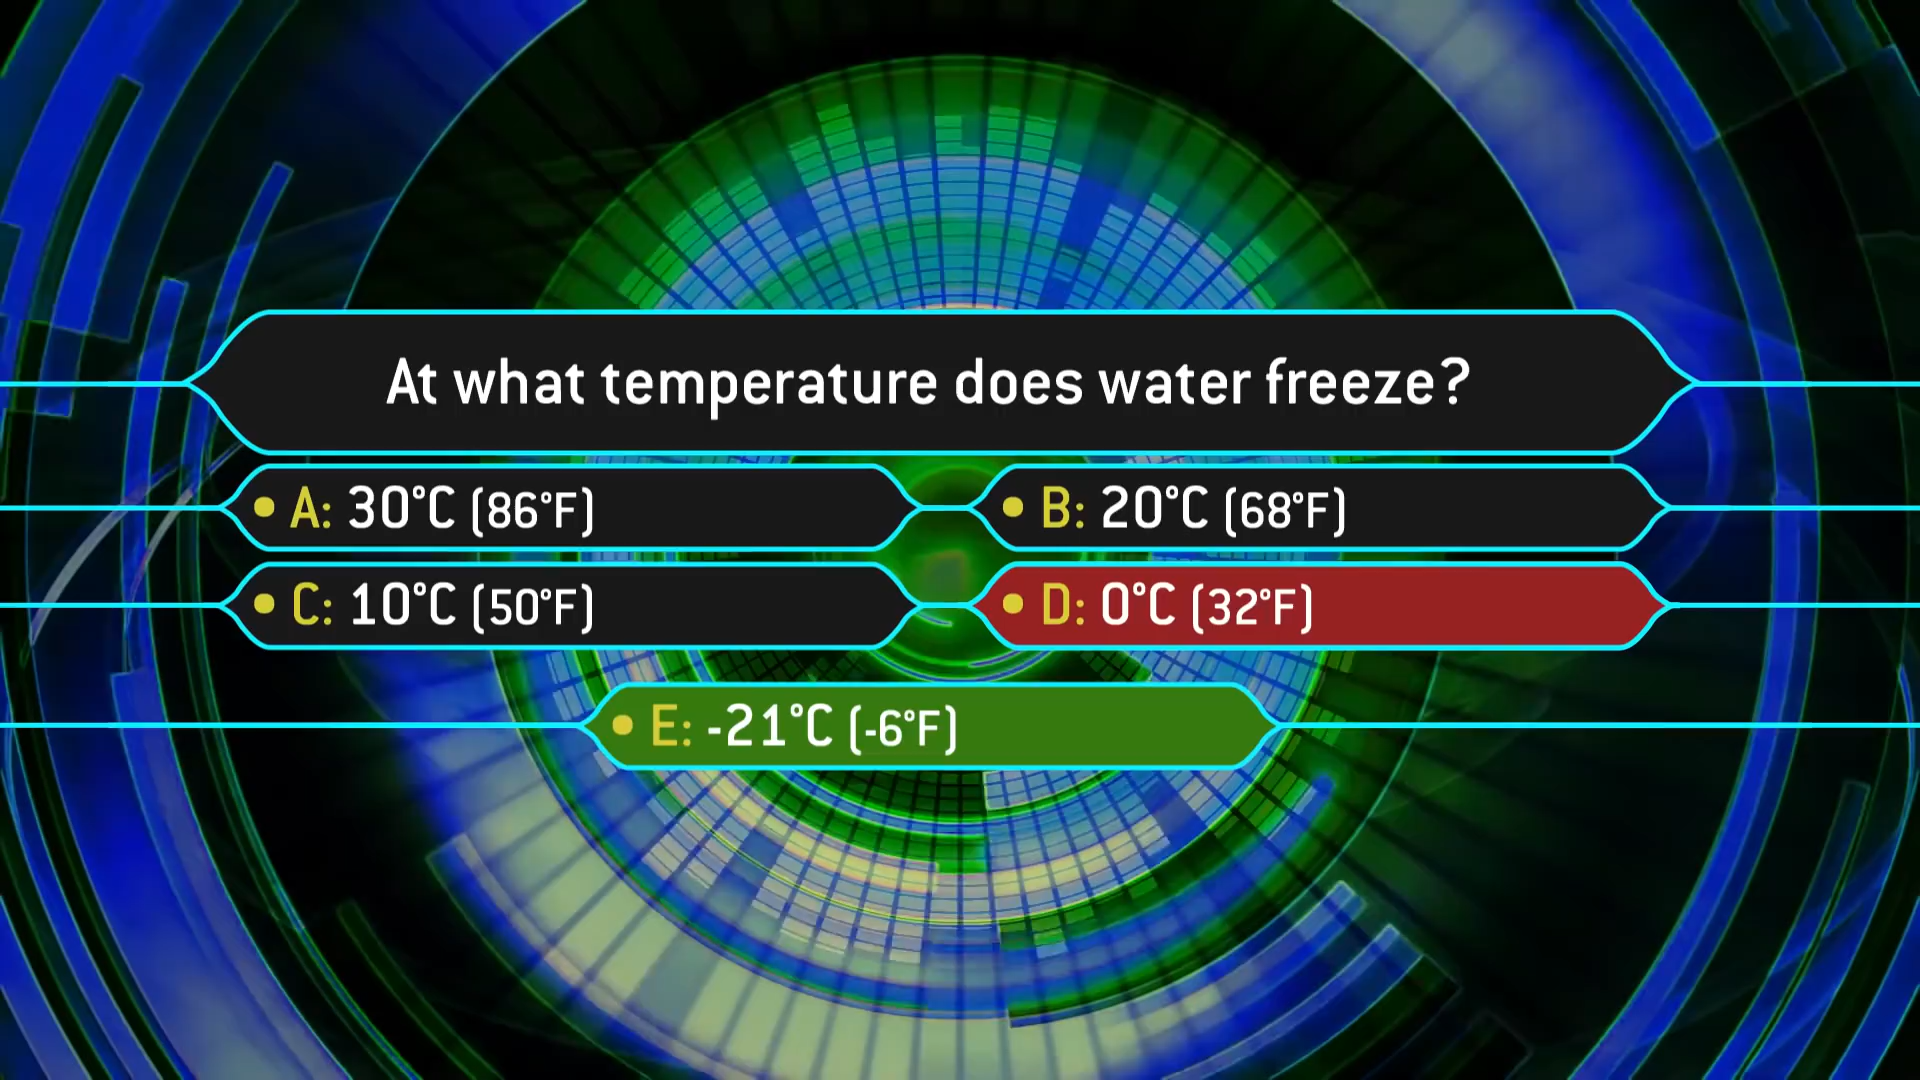 At what temperature does water freeze?
• A: 30°C (86°F)
• B: 20°C (68°F)
• C: 10°C (50°F)
• D: 0°C (32°F)
• E: -21°C (-6°F)